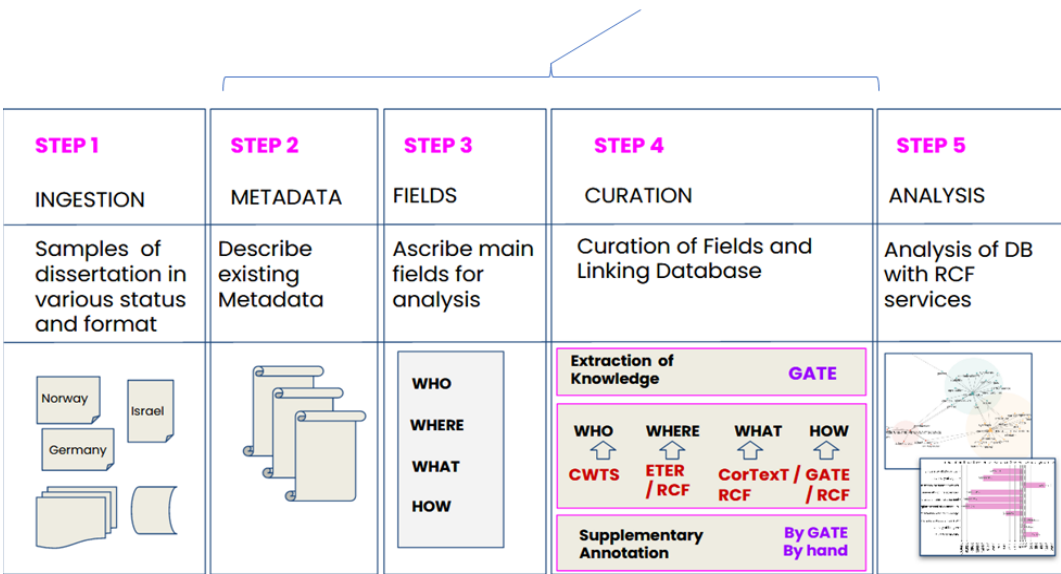 STEP 1
STEP 2
STEP 3
STEP 4
STEP 5
INGESTION
METADATA
FIELDS
CURATION
ANALYSIS
Samples of
dissertation in
various status
and format
Describe
existing
Metadata
Ascribe main
fields for
analysis
Curation of Fields and
Linking Database
Analysis of DB
with RCF
services
Norway
Israel
Germany
WHO
WHERE
WHAT
HOW
Extraction of
Knowledge
GATE
WHO WHERE WHAT HOW
CWTS
ETER
/ RCF
CorTexT /
RCF
GATE
/ RCF
Supplementary
Annotation
By GATE
By hand